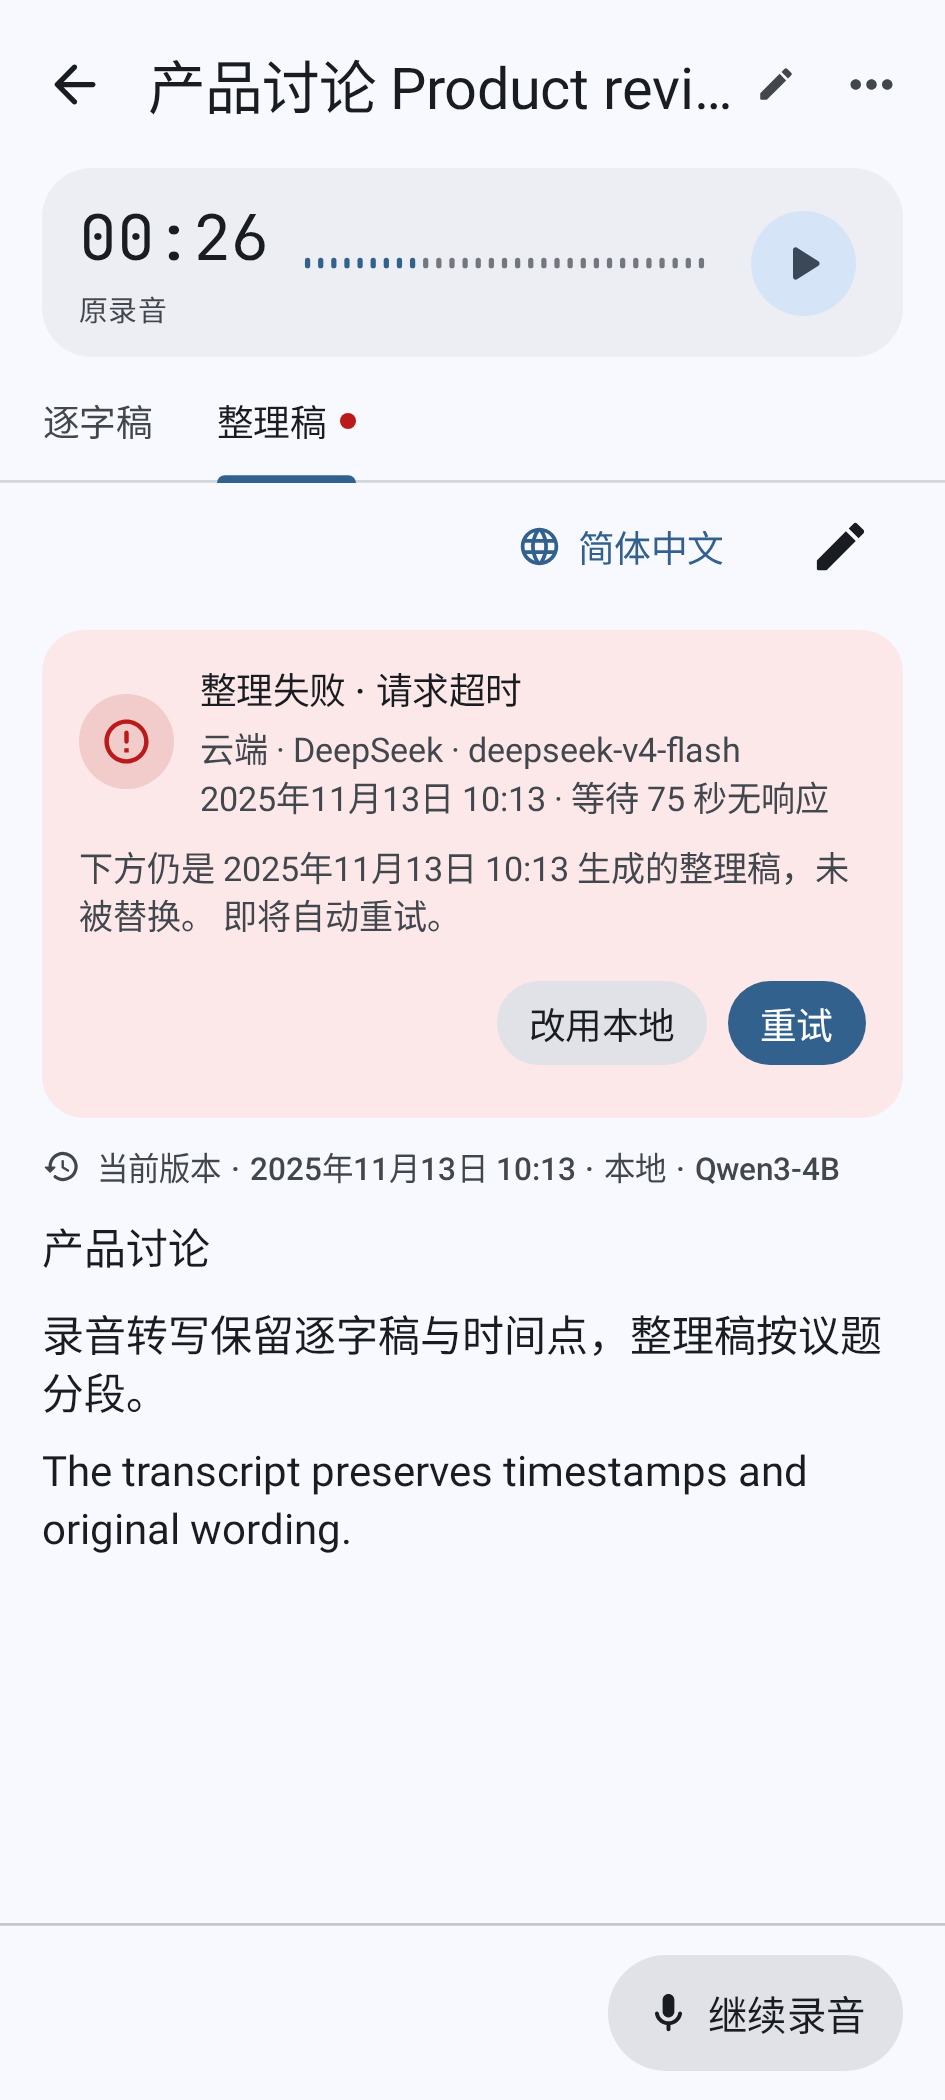 产品讨论 Product revi...
00:26
原录音
逐字稿
整理稿
简体中文
整理失败 · 请求超时
云端 · DeepSeek · deepseek-v4-flash
2025年11月13日 10:13 · 等待 75 秒无响应
下方仍是 2025年11月13日 10:13 生成的整理稿，未
被替换。 即将自动重试。
改用本地
重试
当前版本 · 2025年11月13日 10:13 · 本地 · Qwen3-4B
产品讨论
录音转写保留逐字稿与时间点，整理稿按议题
分段。
The transcript preserves timestamps and
original wording.
继续录音